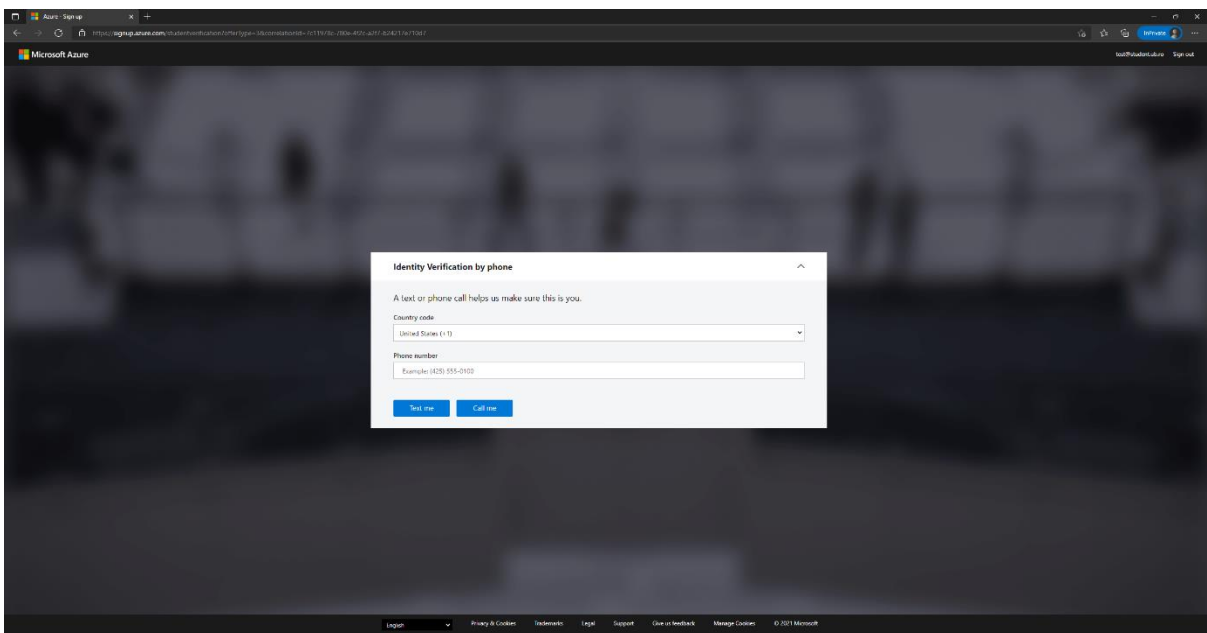 Azure - Sign up
InPrivate
Microsoft Azure
Sign out
Identity Verification by phone
A text or phone call helps us make sure this is you.
Country code
United States (+1)
Phone number
Example: (425) 555-0100
Text me Call me
English Privacy & Cookies Trademarks Legal Support Give us feedback Manage Cookies © 2021 Microsoft